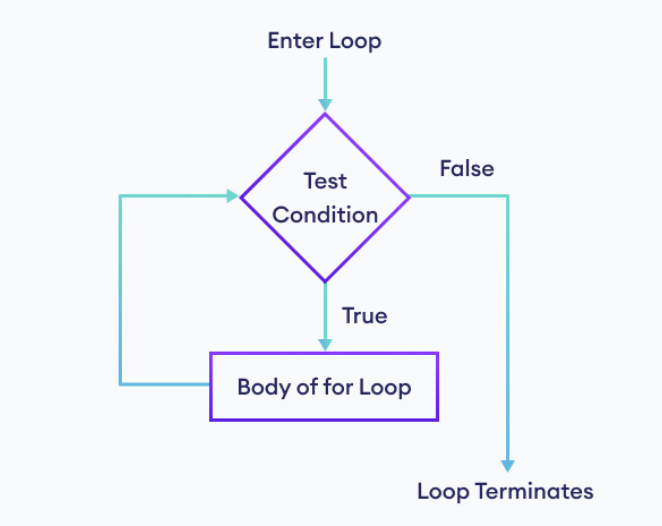 Enter Loop
Test
Condition
False
True
Body of for Loop
Loop Terminates